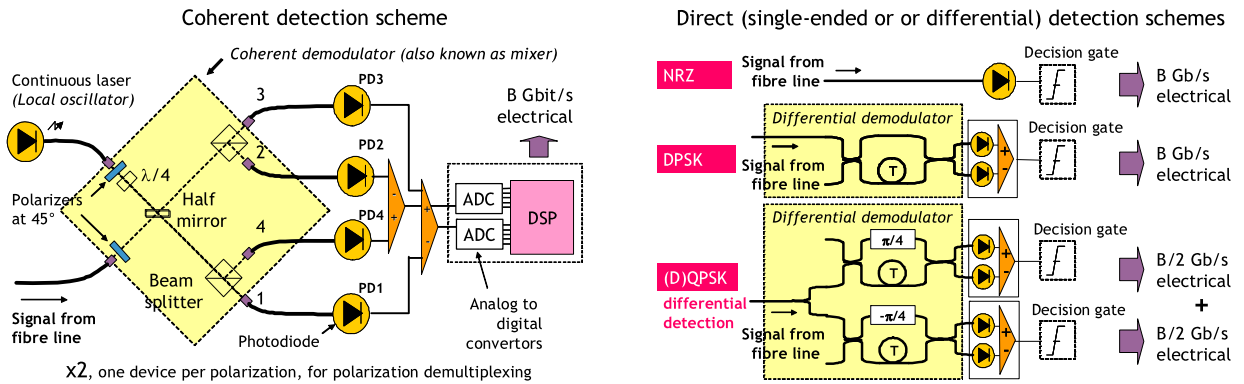 Coherent detection scheme
Coherent demodulator (also known as mixer)
Continuous laser
(Local oscillator)
PD3
3
B Gbit/s
electrical
2
PD2
λ/4
Polarizers
at 45°
Half
mirror
-
+
+
-
ADC
ADC
DSP
4
PD4
Beam
splitter
1
PD1
Signal from
fibre line
Photodiode
Analog to
digital
convertors
x2, one device per polarization, for polarization demultiplexing
Direct (single-ended or or differential) detection schemes
NRZ
Signal from
fibre line
Decision gate
B Gb/s
electrical
Differential demodulator
DPSK
Signal from
fibre line
T
+
-
Decision gate
B Gb/s
electrical
Differential demodulator
π/4
T
+
-
Decision gate
B/2 Gb/s
electrical
(D)QPSK
differential
detection
+
Signal from
fibre line
-π/4
T
+
-
Decision gate
B/2 Gb/s
electrical